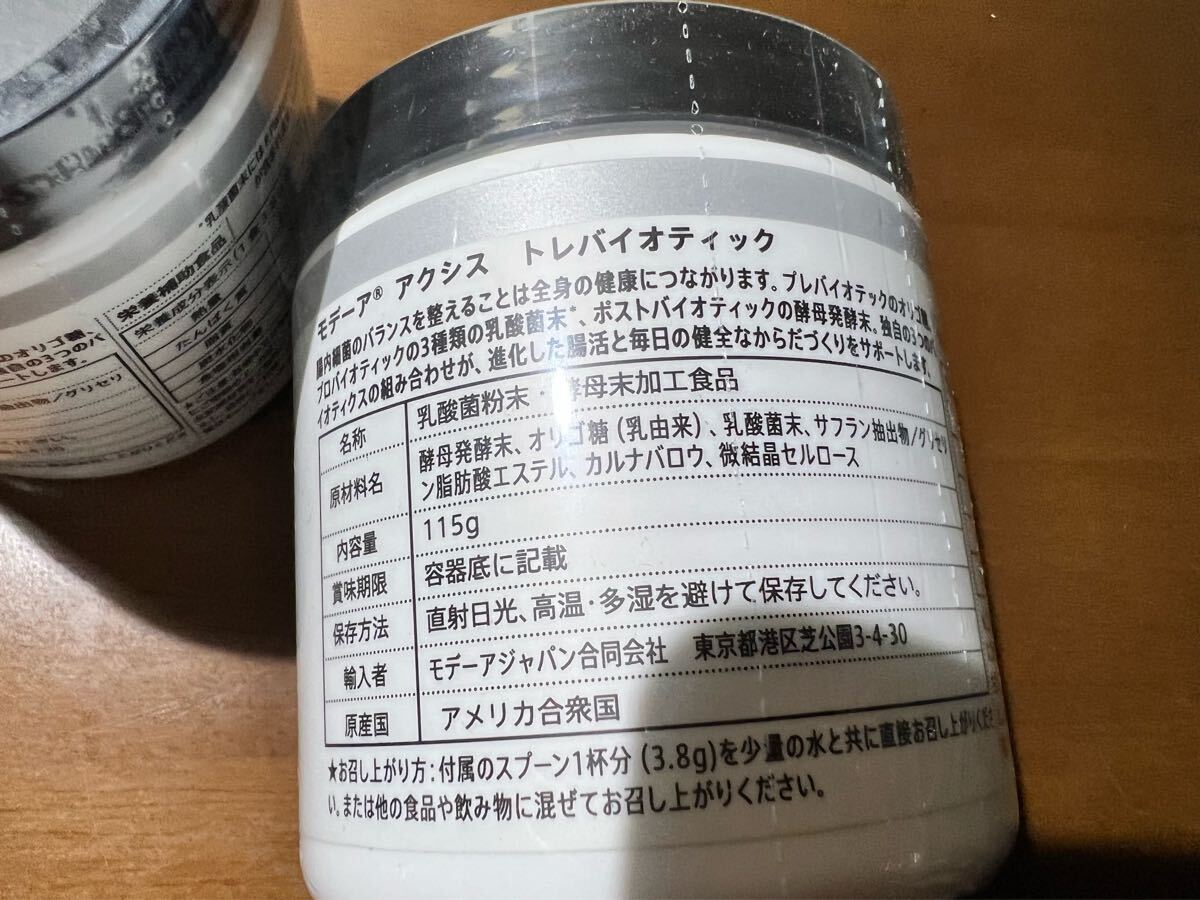 *乳酸菌末には
栄養補助食品
栄養成分表示(1
熱量
たんぱく質
のオリゴ糖、
独自の3つのバ
ートします。
出物/グリセリ
モデーア® アクシス トレバイオティック
腸内細菌のバランスを整えることは全身の健康につながります。プレバイオテックのオリゴ糖、
プロバイオティックの3種類の乳酸菌末*、ポストバイオティックの酵母発酵末。独自の3つのバ
イオティクスの組み合わせが、進化した腸活と毎日の健全なからだづくりをサポートします。
名称 乳酸菌粉末・酵母末加工食品
原材料名 酵母発酵末、オリゴ糖(乳由来)、乳酸菌末、サフラン抽出物/グリセリ
ン脂肪酸エステル、カルナバロウ、微結晶セルロース
内容量 115g
賞味期限 容器底に記載
保存方法 直射日光、高温・多湿を避けて保存してください。
輸入者 モデーアジャパン合同会社 東京都港区芝公園3-4-30
原産国 アメリカ合衆国
★お召し上がり方:付属のスプーン1杯分(3.8g)を少量の水と共に直接お召し上がりくださ
い。または他の食品や飲み物に混ぜてお召し上がりください。